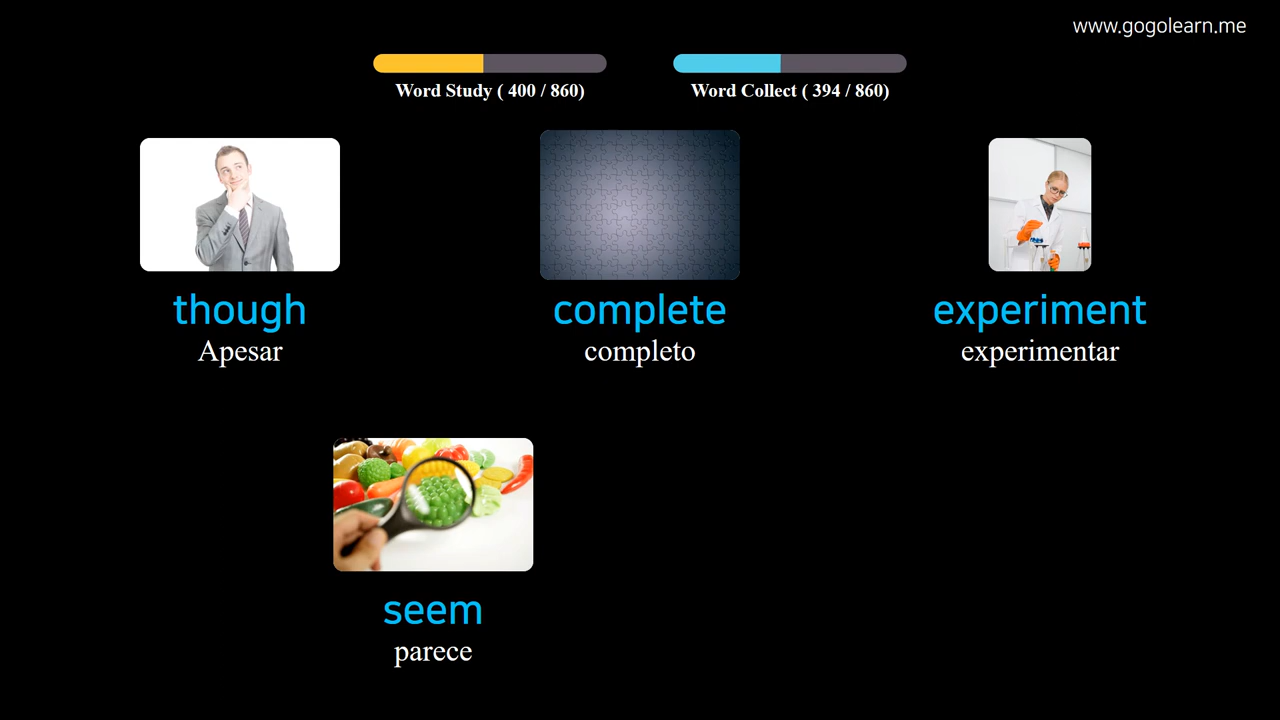 www.gogolearn.me
Word Study ( 400 / 860)
Word Collect ( 394 / 860)
though
Apesar
complete
completo
experiment
experimentar
seem
parece